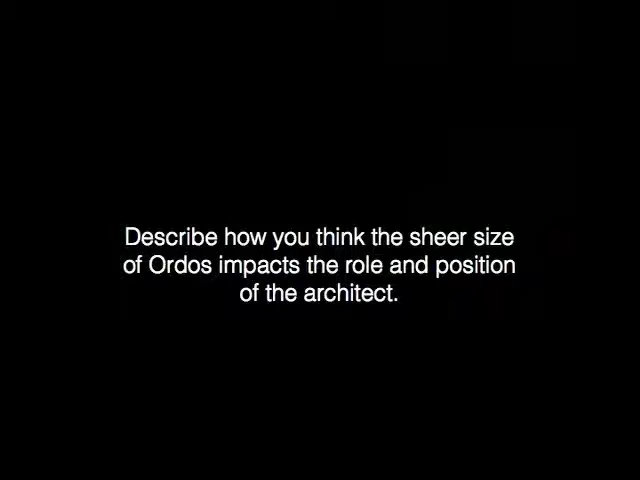 Describe how you think the sheer size
of Ordos impacts the role and position
of the architect.